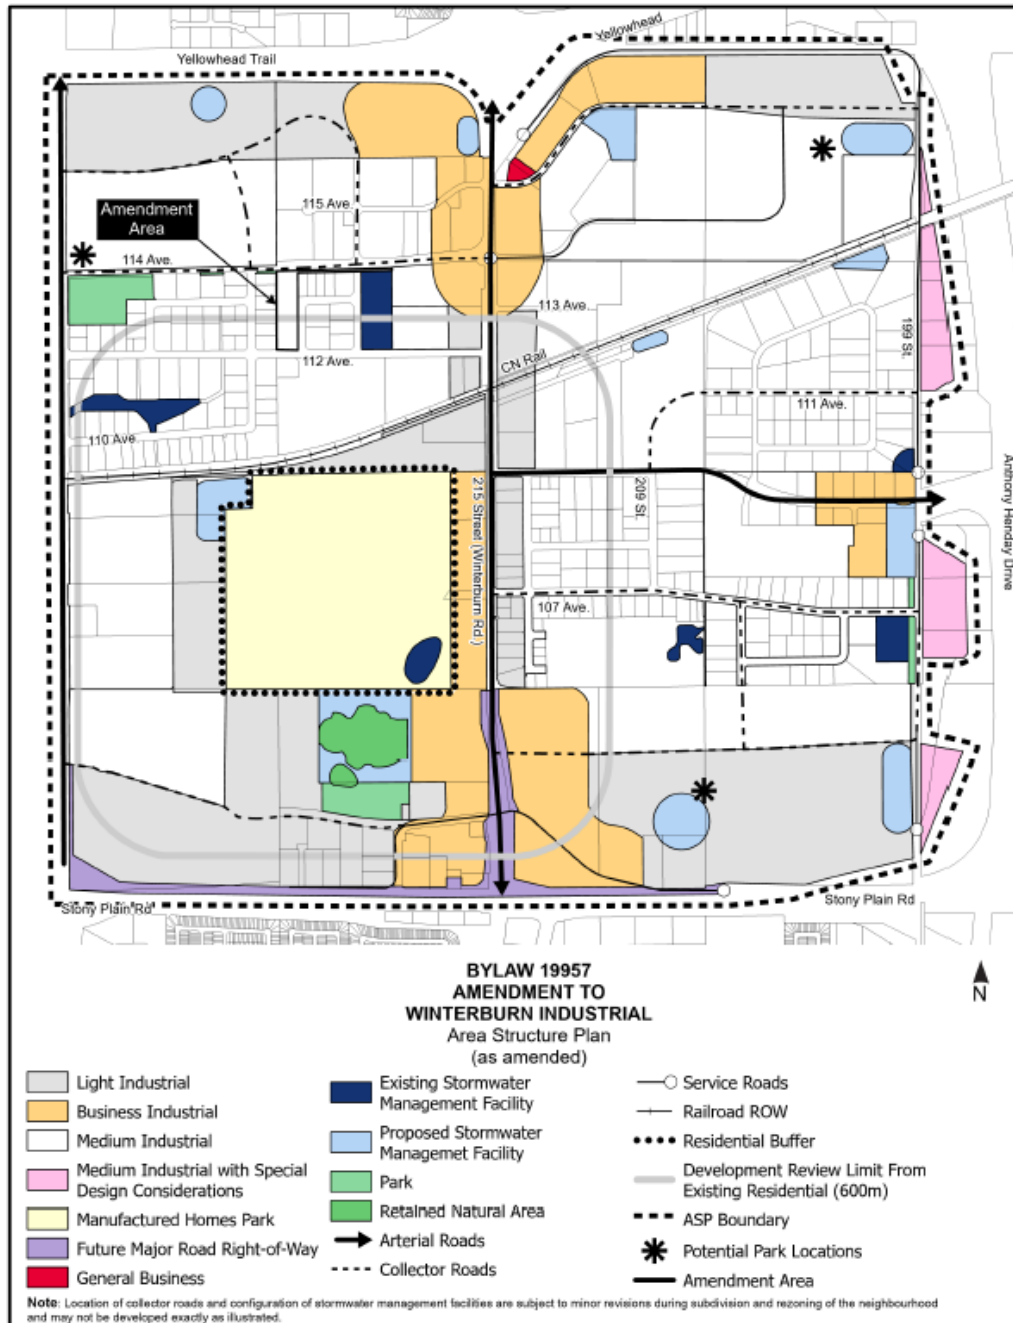 Yellowhead
Yellowhead Trail
115 Ave.
Amendment
Area
114 Ave.
113 Ave.
199 St.
112 Ave.
CN Rail
111 Ave.
110 Ave.
Anthony Henday Drive
215 Street (Winterburn Rd.)
209 St.
107 Ave.
Stony Plain Rd
Stony Plain Rd
BYLAW 19957
AMENDMENT TO
WINTERBURN INDUSTRIAL
Area Structure Plan
(as amended)
N
Light Industrial
Business Industrial
Medium Industrial
Medium Industrial with Special
Design Considerations
Manufactured Homes Park
Future Major Road Right-of-Way
General Business
Existing Stormwater
Management Facility
Proposed Stormwater
Managemet Facility
Park
Retained Natural Area
Arterial Roads
Collector Roads
Service Roads
Railroad ROW
Residential Buffer
Development Review Limit From
Existing Residential (600m)
ASP Boundary
Potential Park Locations
Amendment Area
Note: Location of collector roads and configuration of stormwater management facilities are subject to minor revisions during subdivision and rezoning of the neighbourhood
and may not be developed exactly as illustrated.